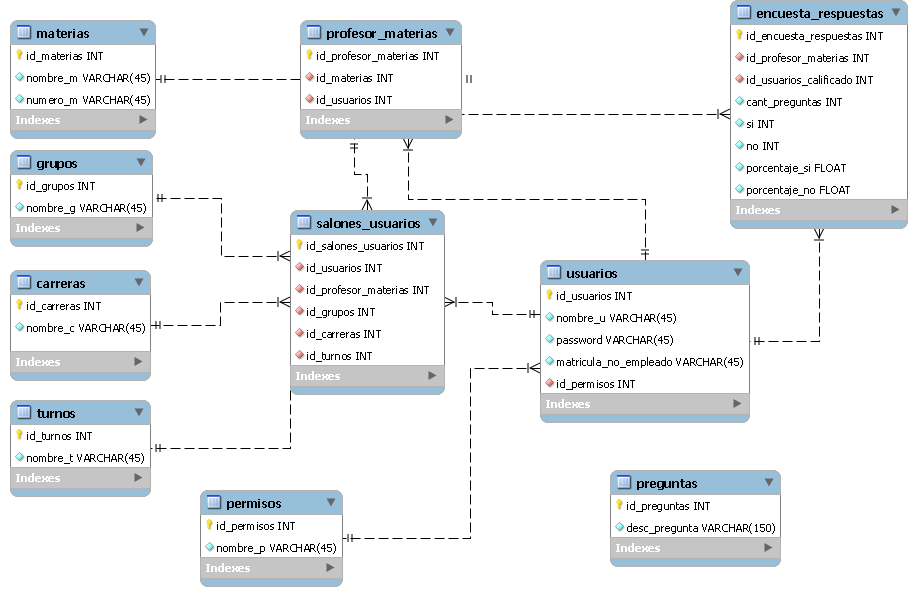 materias
id_materias INT
nombre_m VARCHAR(45)
numero_m VARCHAR(45)
Indexes
profesor_materias
id_profesor_materias INT
id_materias INT
id_usuarios INT
Indexes
encuesta_respuestas
id_encuesta_respuestas INT
id_profesor_materias INT
id_usuarios_calificado INT
cant_preguntas INT
si INT
no INT
porcentaje_si FLOAT
porcentaje_no FLOAT
Indexes
grupos
id_grupos INT
nombre_g VARCHAR(45)
Indexes
salones_usuarios
id_salones_usuarios INT
id_usuarios INT
id_profesor_materias INT
id_grupos INT
id_carreras INT
id_turnos INT
Indexes
carreras
id_carreras INT
nombre_c VARCHAR(45)
Indexes
usuarios
id_usuarios INT
nombre_u VARCHAR(45)
password VARCHAR(45)
matricula_no_empleado VARCHAR(45)
id_permisos INT
Indexes
turnos
id_turnos INT
nombre_t VARCHAR(45)
Indexes
permisos
id_permisos INT
nombre_p VARCHAR(45)
Indexes
preguntas
id_preguntas INT
desc_pregunta VARCHAR(150)
Indexes